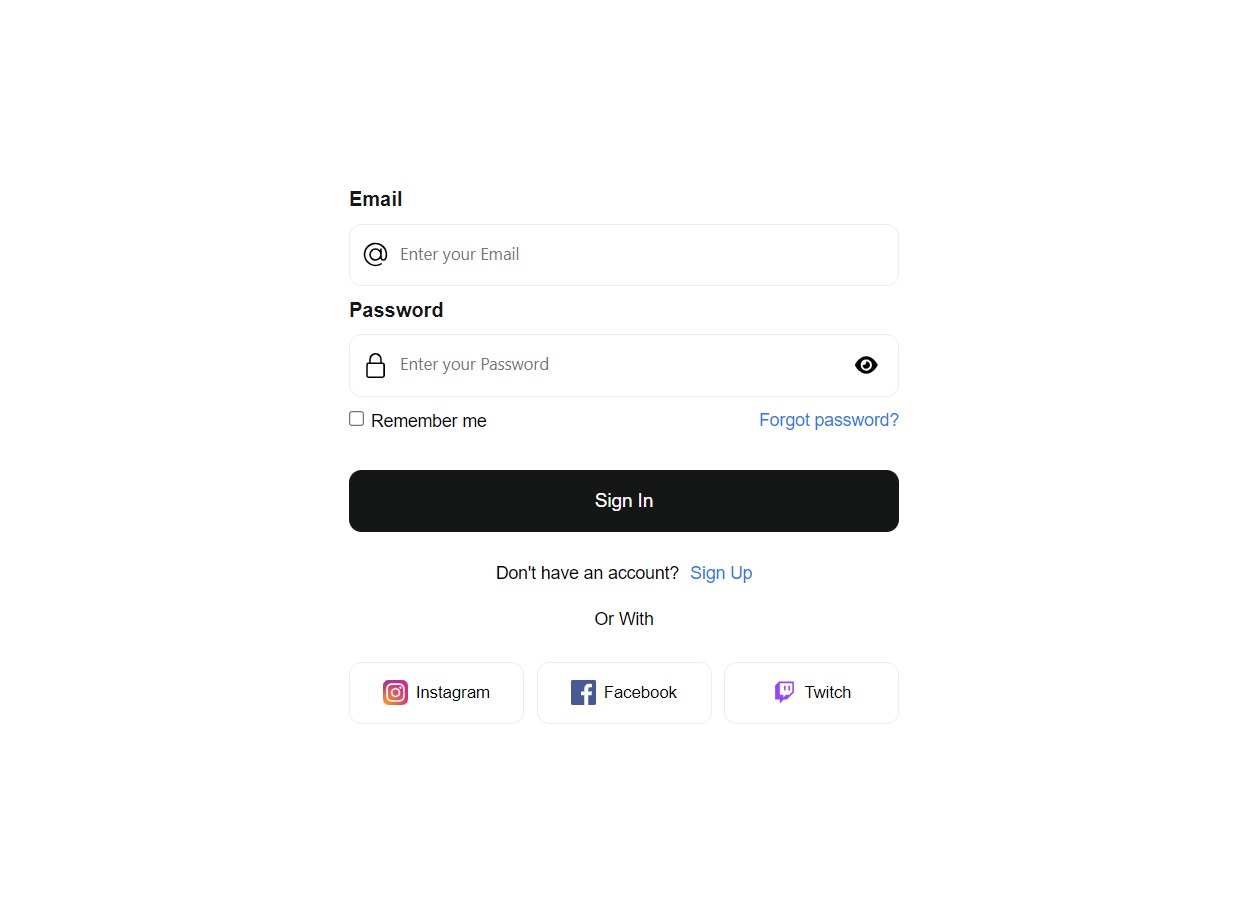 Email
Enter your Email
Password
Enter your Password
Remember me Forgot password?
Sign In
Don't have an account? Sign Up
Or With
Instagram Facebook Twitch